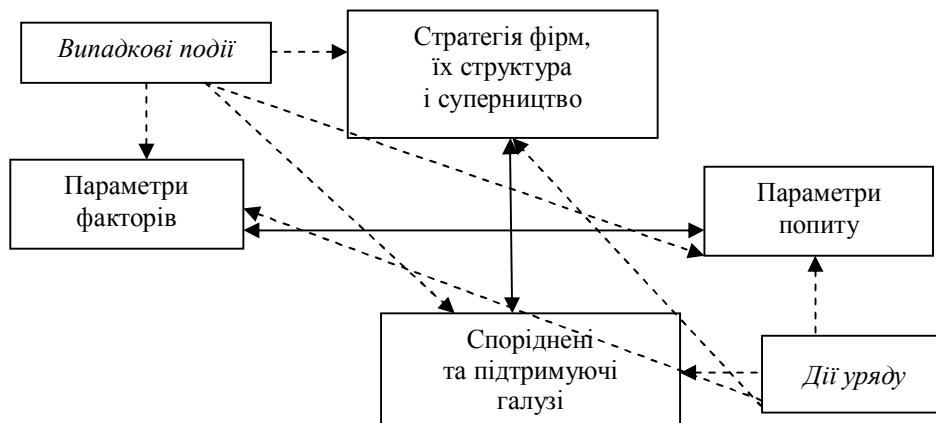 Випадкові події
Стратегія фірм,
їх структура
і суперництво
Параметри
факторів
Параметри
попиту
Споріднені
та підтримуючі
галузі
Дії уряду